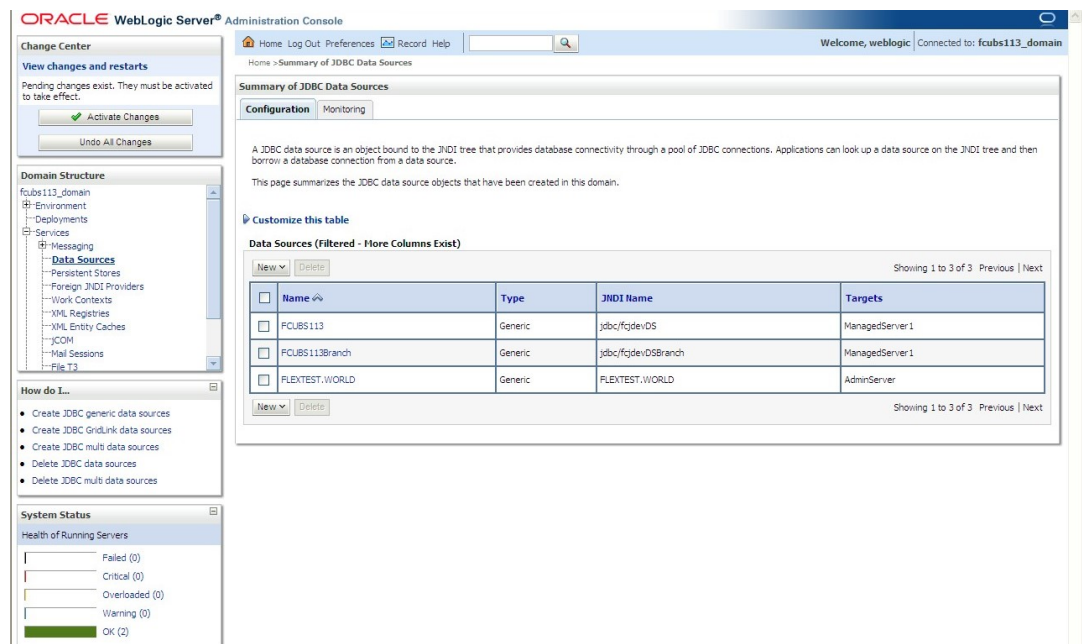 ORACLE WebLogic Server® Administration Console
Change Center
View changes and restarts
Pending changes exist. They must be activated
to take effect.
Activate Changes
Undo All Changes
Domain Structure
fcubs113_domain
Environment
Deployments
Services
Messaging
Data Sources
Persistent Stores
Foreign JNDI Providers
Work Contexts
XML Registries
XML Entity Caches
jCOM
Mail Sessions
File T3
How do I...
Create JDBC generic data sources
Create JDBC GridLink data sources
Create JDBC multi data sources
Delete JDBC data sources
Delete JDBC multi data sources
System Status
Health of Running Servers
Failed (0)
Critical (0)
Overloaded (0)
Warning (0)
OK (2)
Home Log Out Preferences Record Help
Welcome, weblogic Connected to: fcubs113_domain
Home >Summary of JDBC Data Sources
Summary of JDBC Data Sources
Configuration Monitoring
A JDBC data source is an object bound to the JNDI tree that provides database connectivity through a pool of JDBC connections. Applications can look up a data source on the JNDI tree and then
borrow a database connection from a data source.
This page summarizes the JDBC data source objects that have been created in this domain.
Customize this table
Data Sources (Filtered - More Columns Exist)
New Delete Showing 1 to 3 of 3 Previous | Next
Name Type JNDI Name Targets
FCUBS113 Generic jdbc/fcjdevDS ManagedServer1
FCUBS113Branch Generic jdbc/fcjdevDSBranch ManagedServer1
FLEXTEST.WORLD Generic FLEXTEST.WORLD AdminServer
New Delete Showing 1 to 3 of 3 Previous | Next